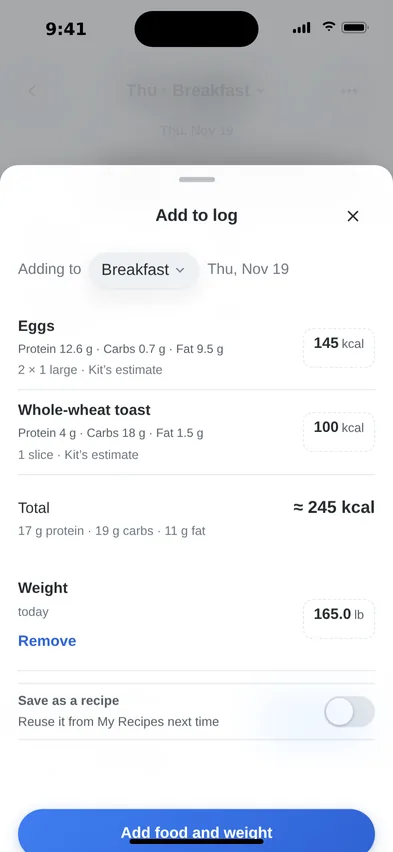 9:41
Thu · Breakfast
Thu, Nov 19
Add to log
Adding to Breakfast Thu, Nov 19
Eggs
Protein 12.6 g · Carbs 0.7 g · Fat 9.5 g
145 kcal
2 × 1 large · Kit’s estimate
Whole-wheat toast
Protein 4 g · Carbs 18 g · Fat 1.5 g
100 kcal
1 slice · Kit’s estimate
Total ≈ 245 kcal
17 g protein · 19 g carbs · 11 g fat
Weight
today
165.0 lb
Remove
Save as a recipe
Reuse it from My Recipes next time
Add food and weight